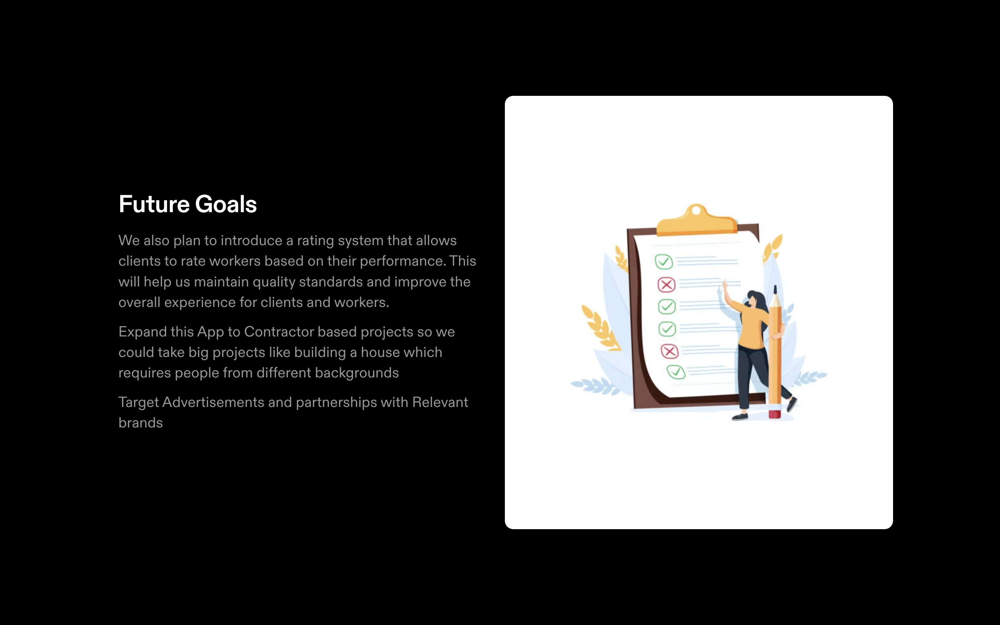 Future Goals
We also plan to introduce a rating system that allows
clients to rate workers based on their performance. This
will help us maintain quality standards and improve the
overall experience for clients and workers.
Expand this App to Contractor based projects so we
could take big projects like building a house which
requires people from different backgrounds
Target Advertisements and partnerships with Relevant
brands